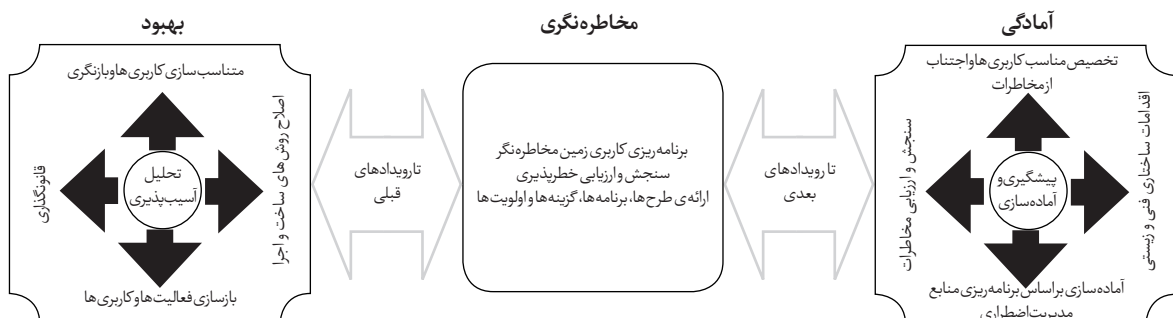 آمادگی
تخصیص مناسب کاربری‌ها و اجتناب
از مخاطرات
اقدامات ساختاری فنی و زیستی
پیشگیری و
آماده‌سازی
سنجش و ارزیابی مخاطرات
آماده‌سازی براساس برنامه‌ریزی منابع
مدیریت اضطراری
تا رویدادهای
بعدی
مخاطره‌نگری
برنامه‌ریزی کاربری زمین مخاطره‌نگر
سنجش و ارزیابی خطرپذیری
ارائه‌ی طرح‌ها، برنامه‌ها، گزینه‌ها و اولویت‌ها
تا رویدادهای
قبلی
بهبود
متناسب‌سازی کاربری‌ها و بازنگری
اصلاح روش‌های ساخت و اجرا
تحلیل
آسیب‌پذیری
قانونگذاری
بازسازی فعالیت‌ها و کاربری‌ها